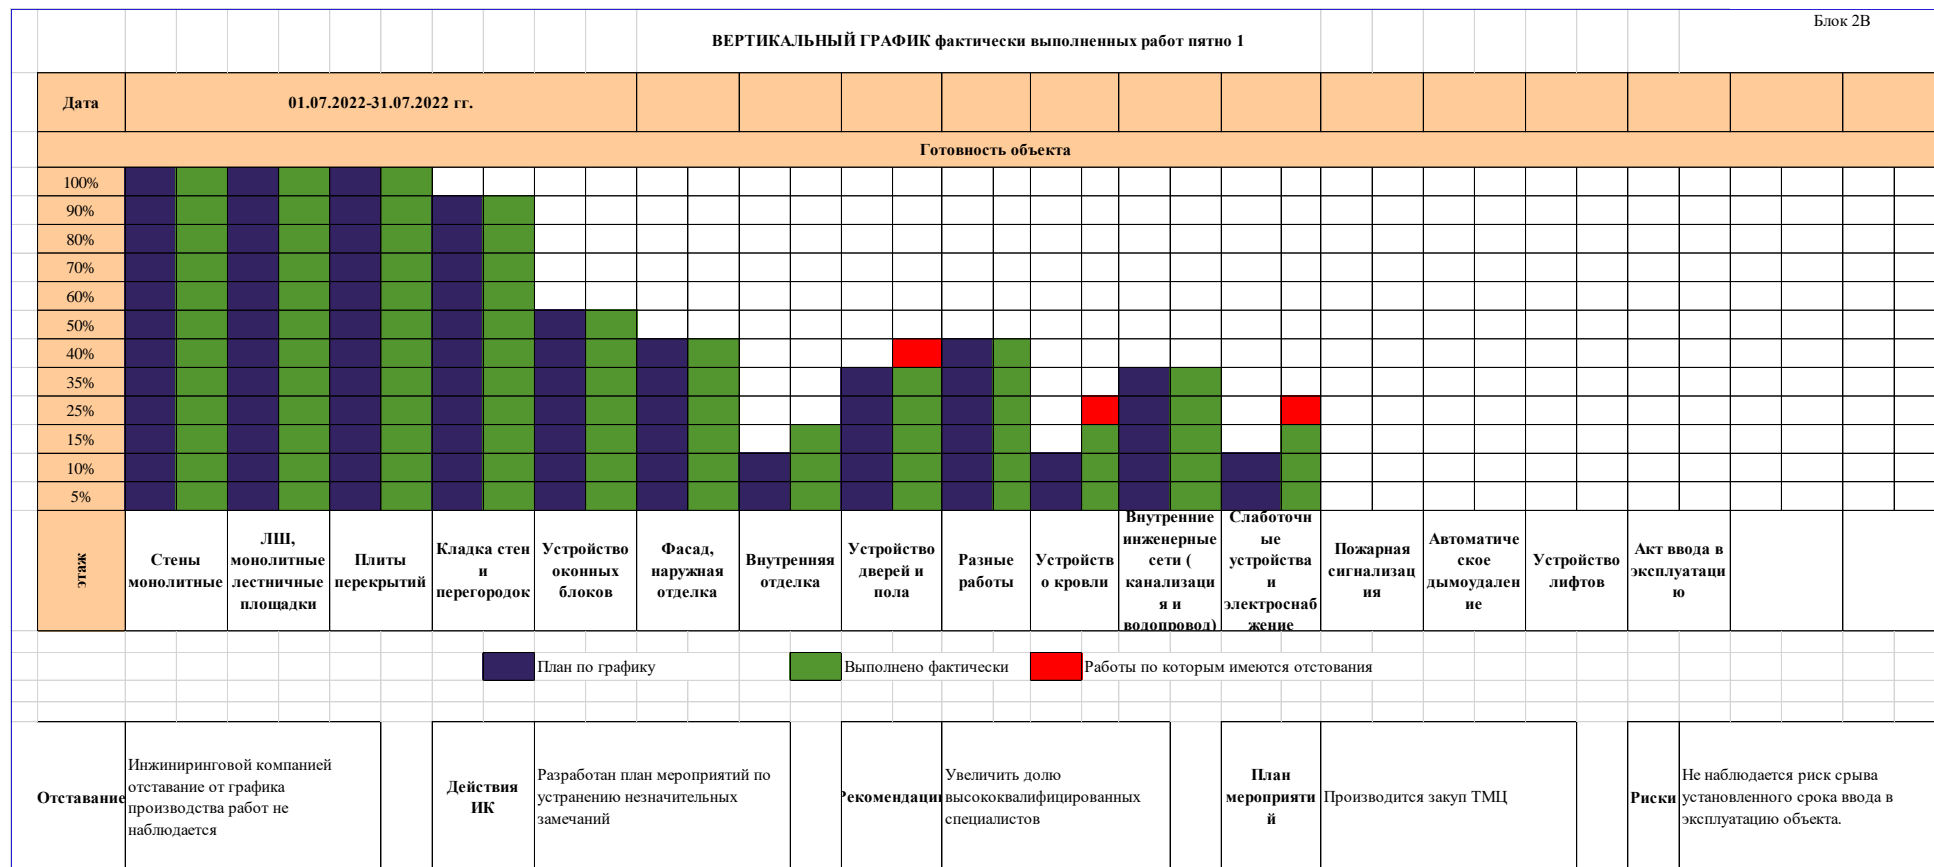 Блок 2В
ВЕРТИКАЛЬНЫЙ ГРАФИК фактически выполненных работ пятно 1
Дата
01.07.2022-31.07.2022 гг.
Готовность объекта
100%
90%
80%
70%
60%
50%
40%
35%
25%
15%
10%
5%
этаж
Стены
монолитные
ЛШ,
монолитные
лестничные
площадки
Плиты
перекрытий
Кладка стен
и
перегородок
Устройство
оконных
блоков
Фасад,
наружная
отделка
Внутренняя
отделка
Устройство
дверей и
пола
Разные
работы
Устройств
о кровли
Внутренние
инженерные
сети (
канализаци
я и
водопровод)
Слаботочн
ые
устройства
и
электроснаб
жение
Пожарная
сигнализац
ия
Автоматиче
ское
дымоудален
ие
Устройство
лифтов
Акт ввода в
эксплуатаци
ю
План по графику
Выполнено фактически
Работы по которым имеются отстования
Отставание
Инжиниринговой компанией
отставание от графика
производства работ не
наблюдается
Действия
ИК
Разработан план мероприятий по
устранению незначительных
замечаний
Рекомендации
Увеличить долю
высококвалифицированных
специалистов
План
мероприяти
й
Производится закуп ТМЦ
Риски
Не наблюдается риск срыва
установленного срока ввода в
эксплуатацию объекта.